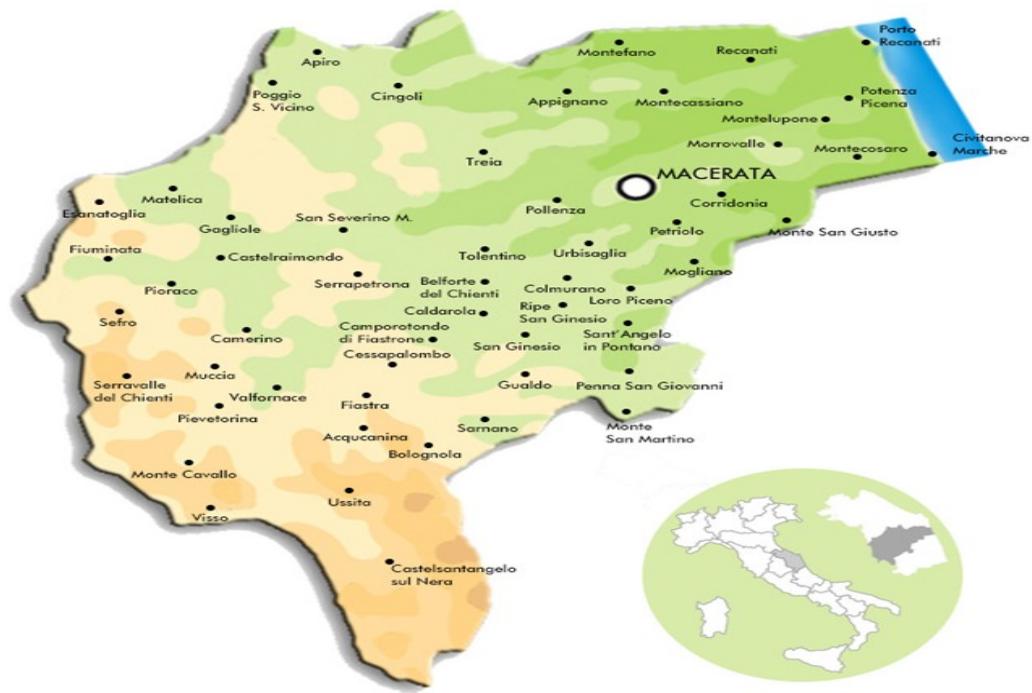 Porto
Recanati
Montefano
Recanati
Apiro
Poggio
S. Vicino
Cingoli
Appignano
Montecassiano
Potenza
Picena
Montelupone
Civitanova
Marche
Morrovalle
Montecosaro
Treia
MACERATA
Matelica
Esanatoglia
Pollenza
Corridonia
San Severino M.
Gagliole
Petriolo
Monte San Giusto
Fiuminata
Castelraimondo
Tolentino
Urbisaglia
Mogliano
Pioraco
Serrapetrona
Belforte
del Chienti
Colmurano
Loro Piceno
Caldarola
Ripe
San Ginesio
Sefro
Camerino
Camporotondo
di Fiastrone
San Ginesio
Sant'Angelo
in Pontano
Cessapalombo
Muccia
Serravalle
del Chienti
Valfornace
Fiastra
Gualdo
Penna San Giovanni
Pievetorina
Acqucanina
Sarnano
Monte
San Martino
Bolognola
Monte Cavallo
Ussita
Visso
Castelsantangelo
sul Nera